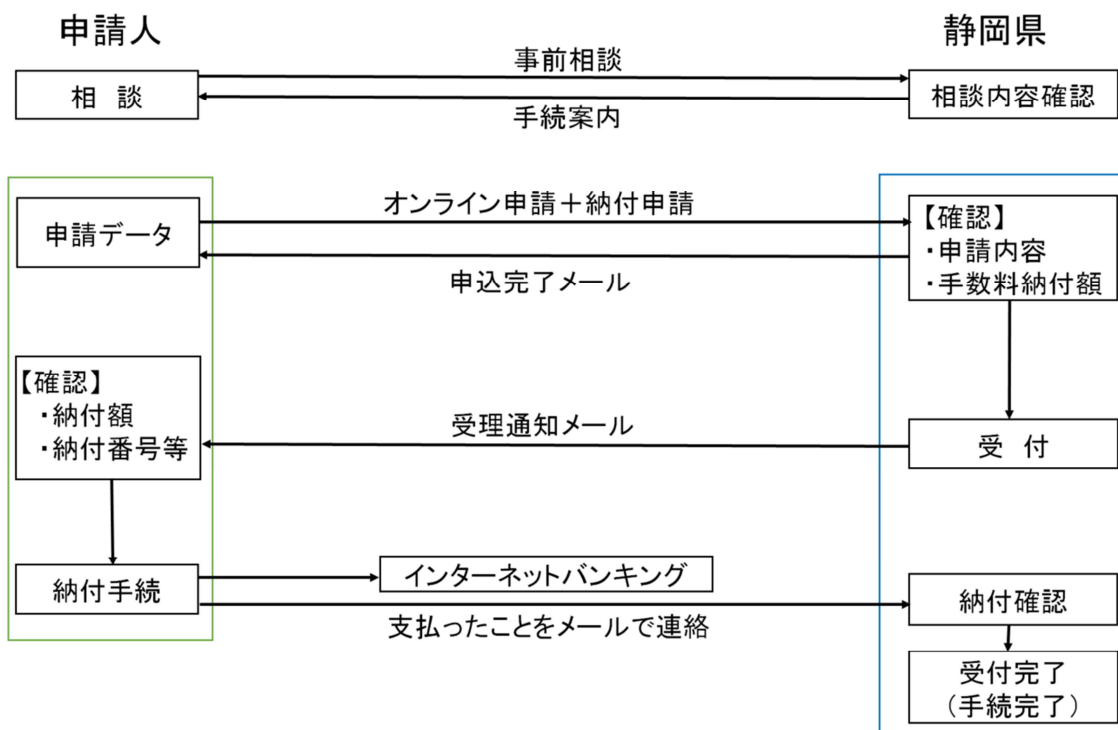 申請人
静岡県
事前相談
相 談
相談内容確認
手続案内
オンライン申請＋納付申請
申請データ
【確認】
・申請内容
・手数料納付額
申込完了メール
【確認】
・納付額
・納付番号等
受理通知メール
受 付
納付手続
インターネットバンキング
納付確認
支払ったことをメールで連絡
受付完了
（手続完了）